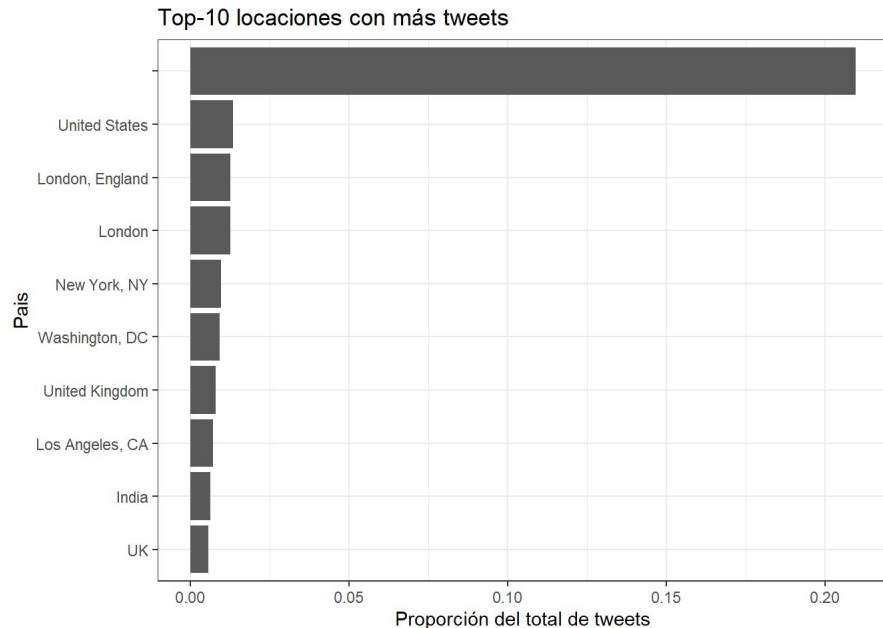 Top-10 locaciones con más tweets
United States
London, England
London
New York, NY
Washington, DC
United Kingdom
Los Angeles, CA
India
UK
Pais
0.00
0.05
0.10
0.15
0.20
Proporción del total de tweets